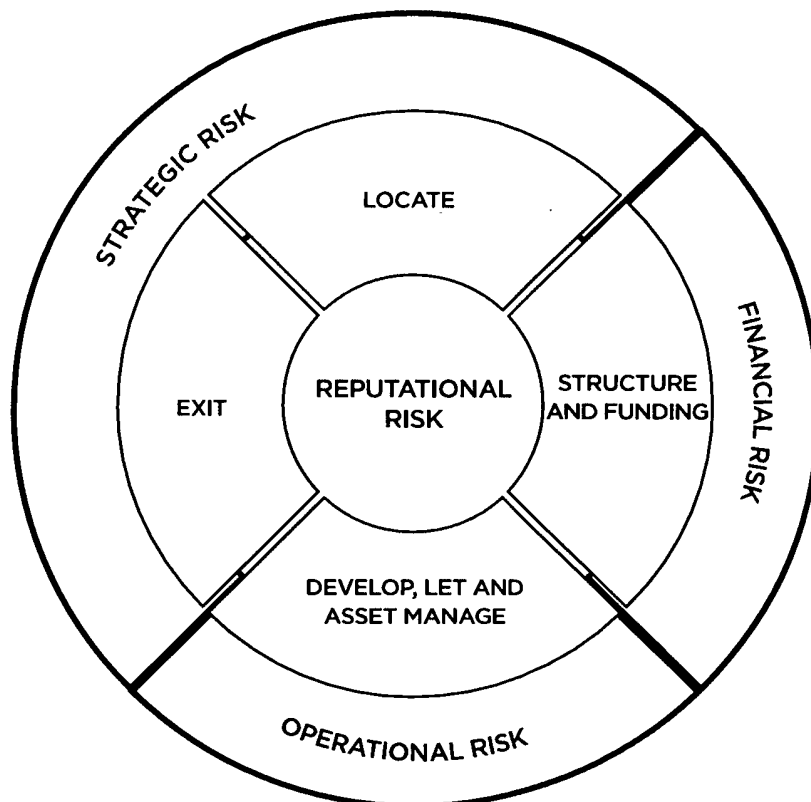 STRATEGIC RISK
LOCATE
FINANCIAL RISK
EXIT
REPUTATIONAL
RISK
STRUCTURE
AND FUNDING
DEVELOP, LET AND
ASSET MANAGE
OPERATIONAL RISK